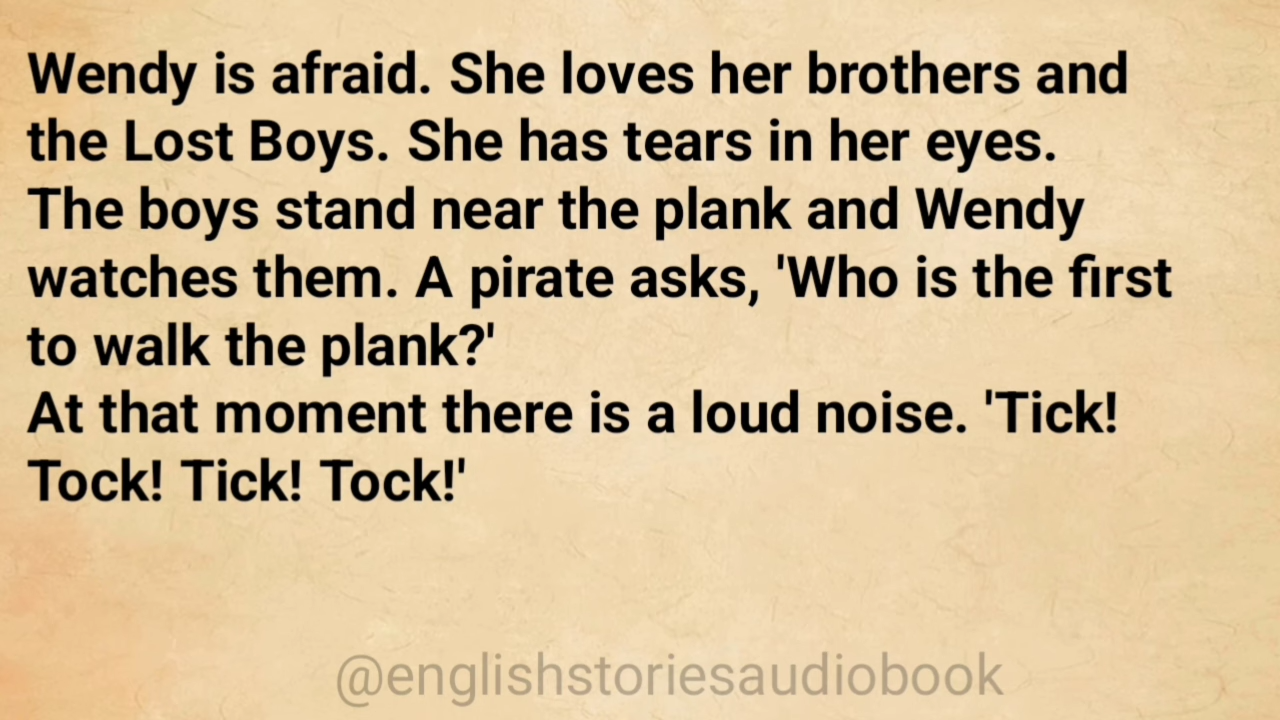 Wendy is afraid. She loves her brothers and
the Lost Boys. She has tears in her eyes.
The boys stand near the plank and Wendy
watches them. A pirate asks, 'Who is the first
to walk the plank?'
At that moment there is a loud noise. 'Tick!
Tock! Tick! Tock!'
@englishstoriesaudiobook